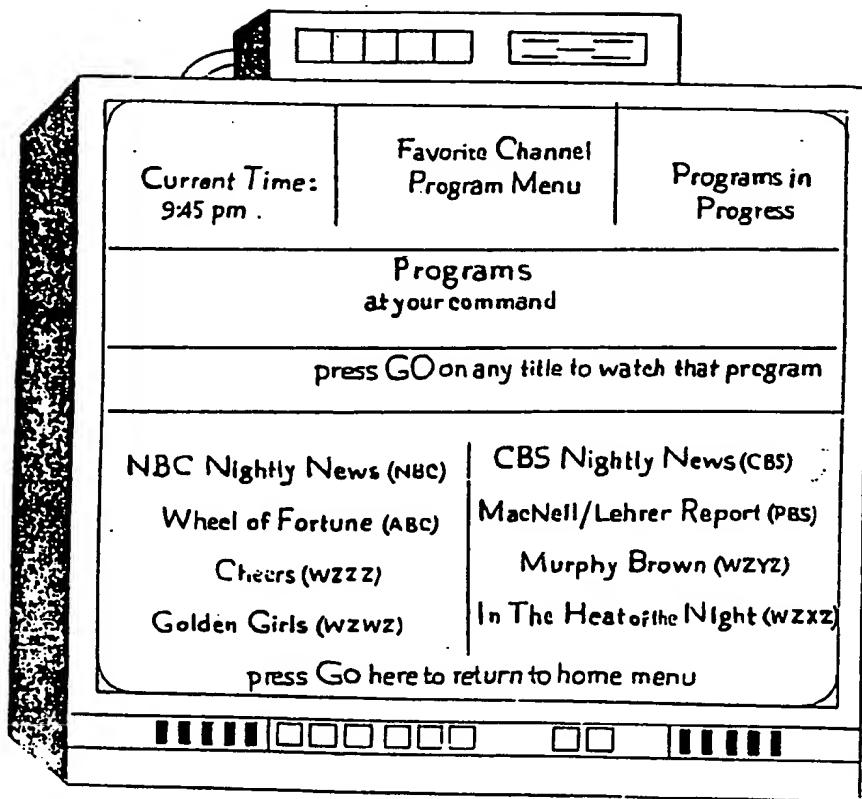 Current Time:
9:45 pm .
Favorite Channel
Program Menu
Programs in
Progress
Programs
at your command
press GO on any title to watch that program
NBC Nightly News (NBC)
Wheel of Fortune (ABC)
Cheers (WZZZ)
Golden Girls (WZWZ)
CBS Nightly News (CBS)
MacNeil/Lehrer Report (PBS)
Murphy Brown (WZYZ)
In The Heat of the Night (WZXZ)
press Go here to return to home menu